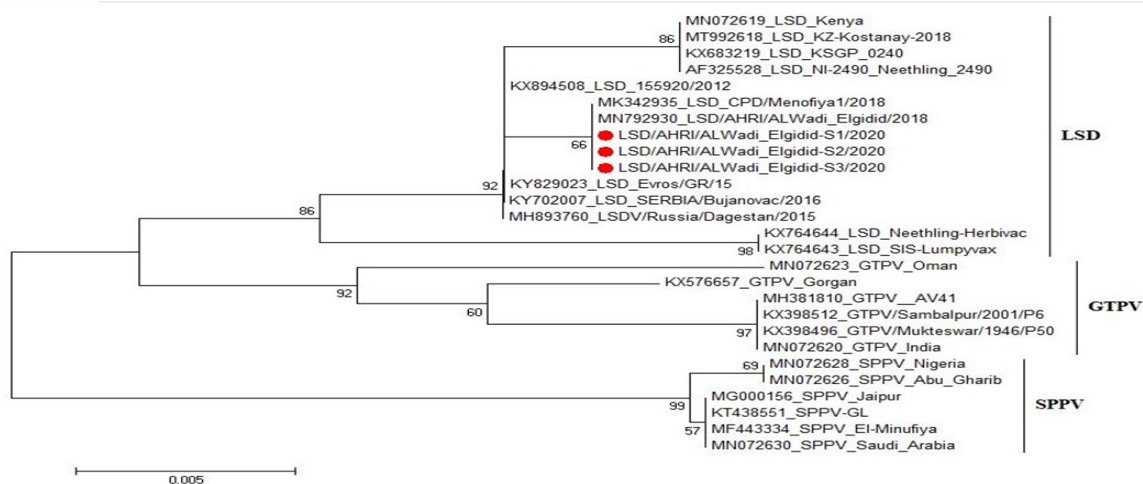 MN072619_LSD_Kenya
86
MT992618_LSD_KZ-Kostanay-2018
KX683219_LSD_KSGP_0240
AF325528_LSD_NI-2490_Neethling_2490
KX894508_LSD_155920/2012
MK342935_LSD_CPD/Menofiya1/2018
MN792930_LSD/AHRI/ALWadi_Elgidid/2018
LSD/AHRI/ALWadi_Elgidid-S1/2020
LSD
66
LSD/AHRI/ALWadi_Elgidid-S2/2020
LSD/AHRI/ALWadi_Elgidid-S3/2020
92
KY829023_LSD_Evros/GR/15
KY702007_LSD_SERBIA/Bujanovac/2016
86
MH893760_LSDV/Russia/Dagestan/2015
KX764644_LSD_Neethling-Herbivac
98
KX764643_LSD_SIS-Lumpyvax
MN072623_GTPV_Oman
92
KX576657_GTPV_Gorgan
MH381810_GTPV__AV41
GTPV
60
KX398512_GTPV/Sambalpur/2001/P6
97
KX398496_GTPV/Mukteswar/1946/P50
MN072620_GTPV_India
69
MN072628_SPPV_Nigeria
MN072626_SPPV_Abu_Gharib
99
MG000156_SPPV_Jaipur
SPPV
KT438551_SPPV-GL
57
MF443334_SPPV_El-Minufiya
MN072630_SPPV_Saudi_Arabia
0.005